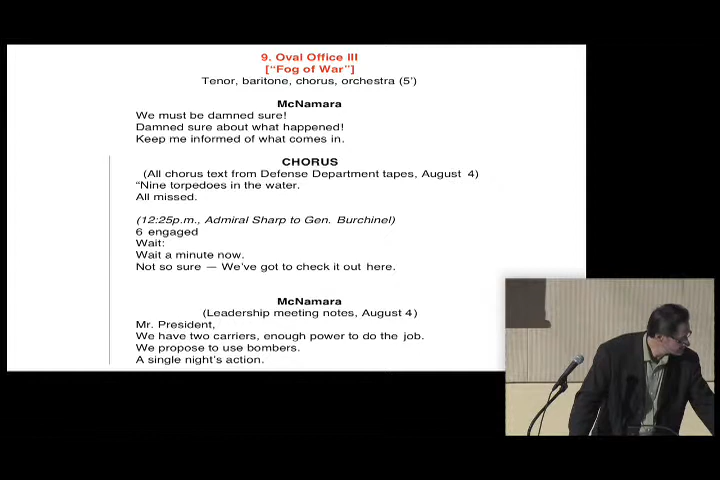 9. Oval Office III
["Fog of War"]
Tenor, baritone, chorus, orchestra (5')
McNamara
We must be damned sure!
Damned sure about what happened!
Keep me informed of what comes in.
CHORUS
(All chorus text from Defense Department tapes, August 4)
"Nine torpedoes in the water.
All missed.
(12:25p.m., Admiral Sharp to Gen. Burchinel)
6 engaged
Wait:
Wait a minute now.
Not so sure — We've got to check it out here.
McNamara
(Leadership meeting notes, August 4)
Mr. President,
We have two carriers, enough power to do the job.
We propose to use bombers.
A single night's action.